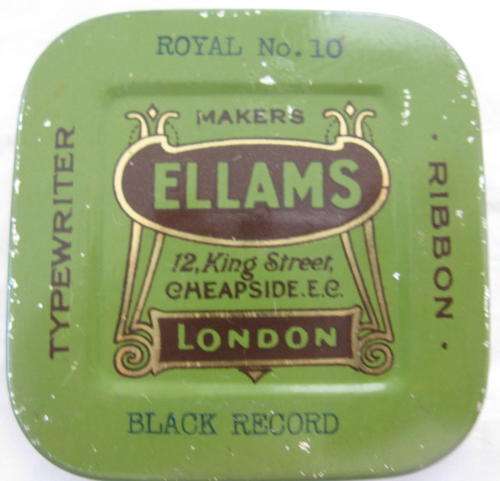 ROYAL No.10
TYPEWRITER
MAKERS
ELLAMS
12, King Street,
CHEAPSIDE.E.C.
LONDON
· RIBBON ·
BLACK RECORD